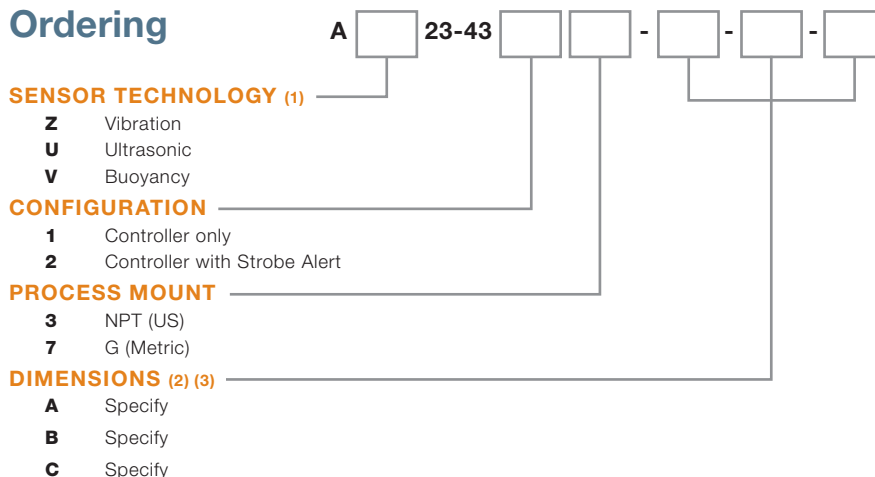 Ordering
A 23-43 - - -
SENSOR TECHNOLOGY (1)
Z Vibration
U Ultrasonic
V Buoyancy
CONFIGURATION
1 Controller only
2 Controller with Strobe Alert
PROCESS MOUNT
3 NPT (US)
7 G (Metric)
DIMENSIONS (2) (3)
A Specify
B Specify
C Specify